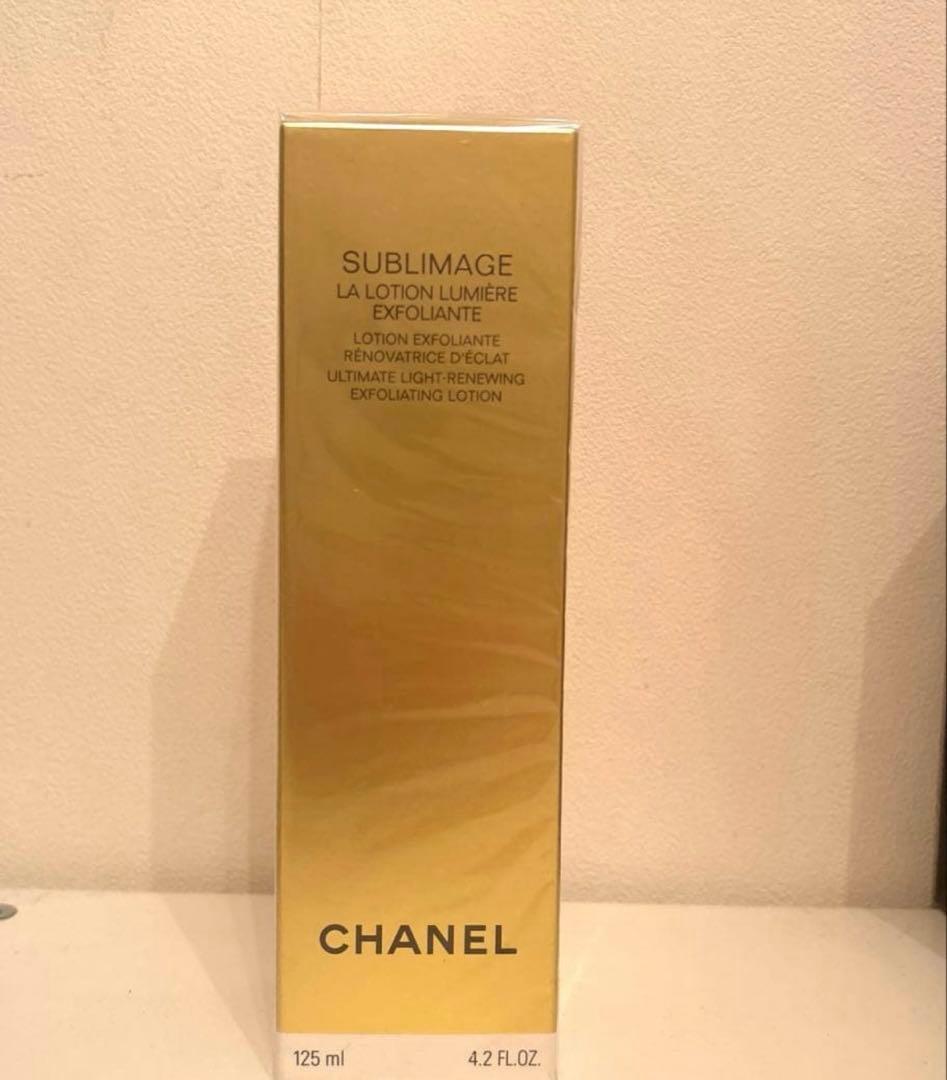 SUBLIMAGE
LA LOTION LUMIÈRE
EXFOLIANTE
LOTION EXFOLIANTE
RÉNOVATRICE D'ÉCLAT
ULTIMATE LIGHT-RENEWING
EXFOLIATING LOTION
CHANEL
125 ml 4.2 FL.OZ.